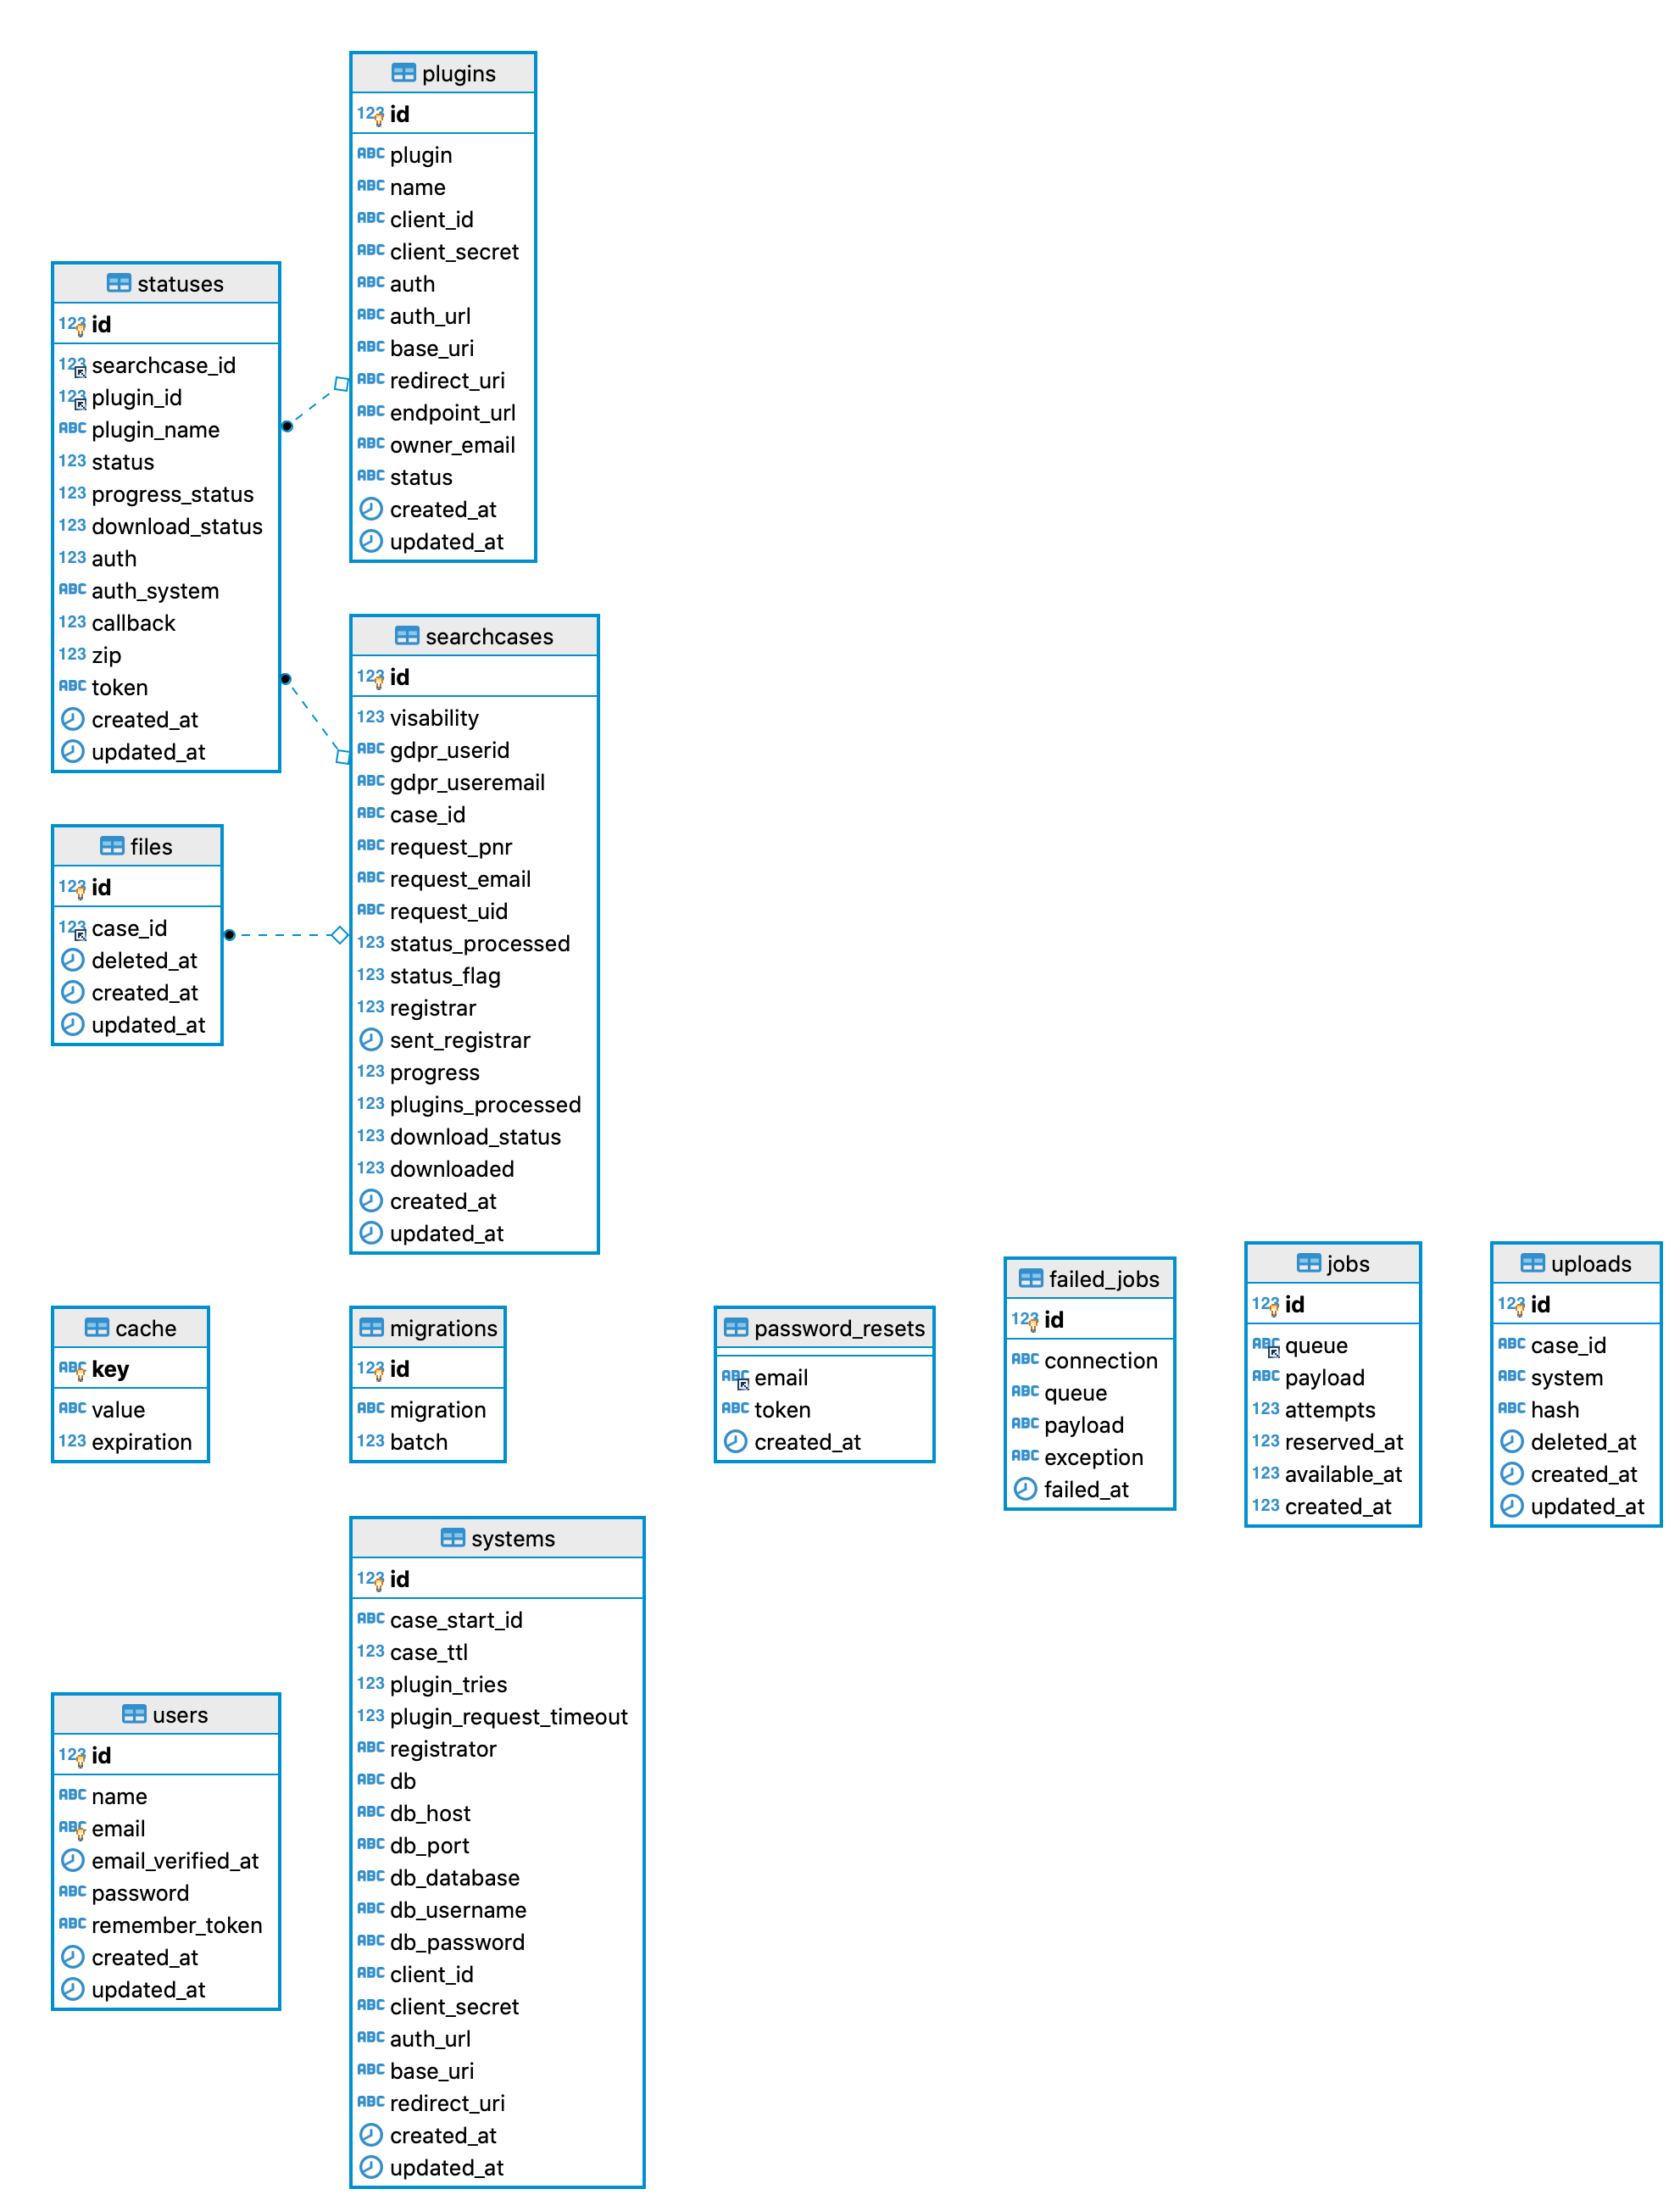 plugins
123 id
ABC plugin
ABC name
ABC client_id
ABC client_secret
ABC auth
ABC auth_url
ABC base_uri
ABC redirect_uri
ABC endpoint_url
ABC owner_email
ABC status
created_at
updated_at
statuses
123 id
123 searchcase_id
123 plugin_id
ABC plugin_name
123 status
123 progress_status
123 download_status
123 auth
ABC auth_system
123 callback
123 zip
ABC token
created_at
updated_at
searchcases
123 id
123 visability
ABC gdpr_userid
ABC gdpr_useremail
ABC case_id
ABC request_pnr
ABC request_email
ABC request_uid
123 status_processed
123 status_flag
123 registrar
sent_registrar
123 progress
123 plugins_processed
123 download_status
123 downloaded
created_at
updated_at
files
123 id
123 case_id
deleted_at
created_at
updated_at
cache
ABC key
ABC value
123 expiration
migrations
123 id
ABC migration
123 batch
password_resets
ABC email
ABC token
created_at
failed_jobs
123 id
ABC connection
ABC queue
ABC payload
ABC exception
failed_at
jobs
123 id
ABC queue
ABC payload
123 attempts
123 reserved_at
123 available_at
123 created_at
uploads
123 id
ABC case_id
ABC system
ABC hash
deleted_at
created_at
updated_at
systems
123 id
ABC case_start_id
123 case_ttl
123 plugin_tries
123 plugin_request_timeout
ABC registrator
ABC db
ABC db_host
ABC db_port
ABC db_database
ABC db_username
ABC db_password
ABC client_id
ABC client_secret
ABC auth_url
ABC base_uri
ABC redirect_uri
created_at
updated_at
users
123 id
ABC name
ABC email
email_verified_at
ABC password
ABC remember_token
created_at
updated_at